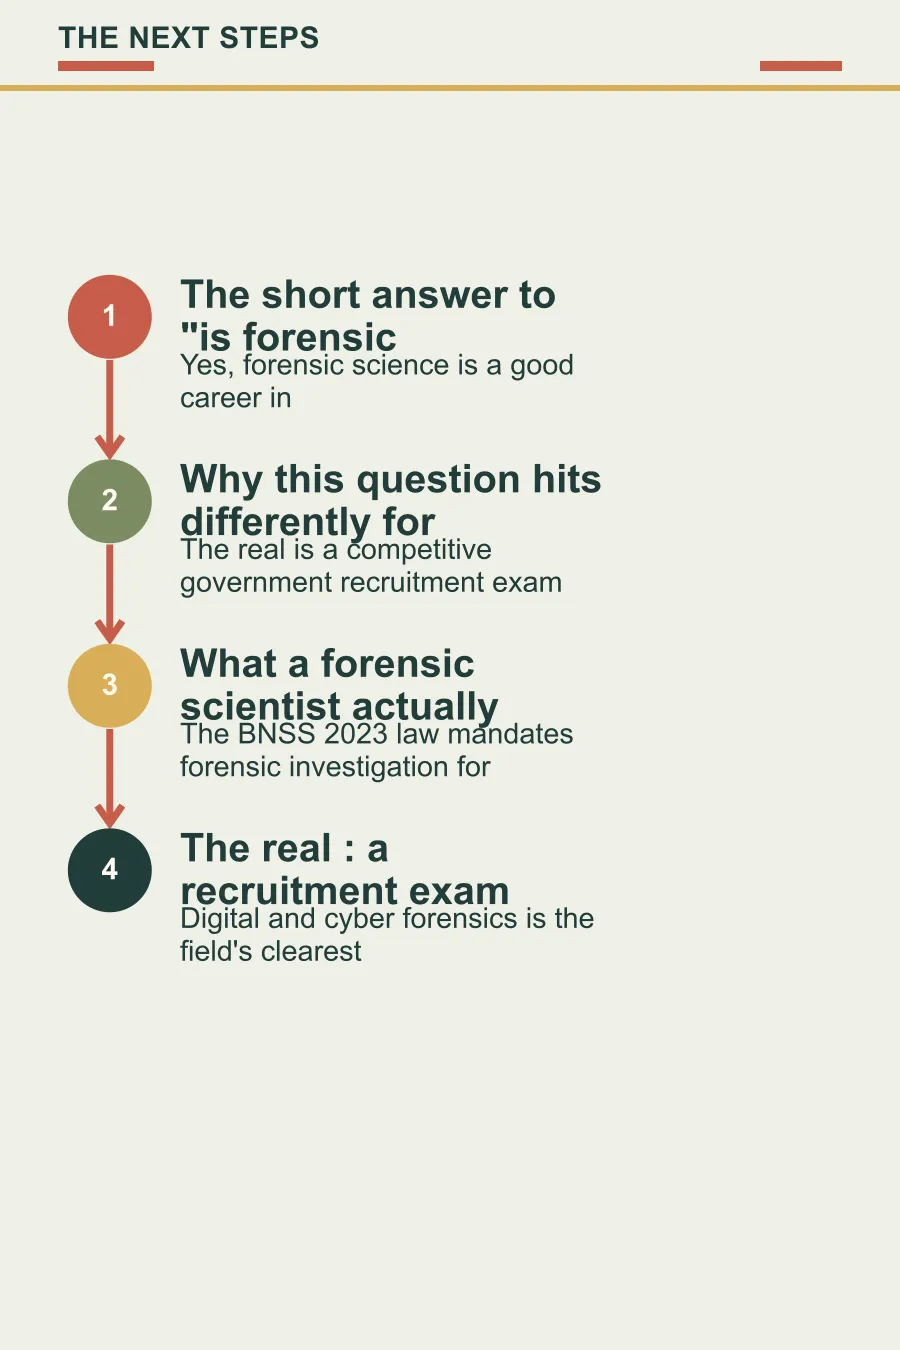 THE NEXT STEPS
1
The short answer to
"is forensic
Yes, forensic science is a good
career in
2
Why this question hits
differently for
The real is a competitive
government recruitment exam
3
What a forensic
scientist actually
The BNSS 2023 law mandates
forensic investigation for
4
The real : a
recruitment exam
Digital and cyber forensics is the
field's clearest